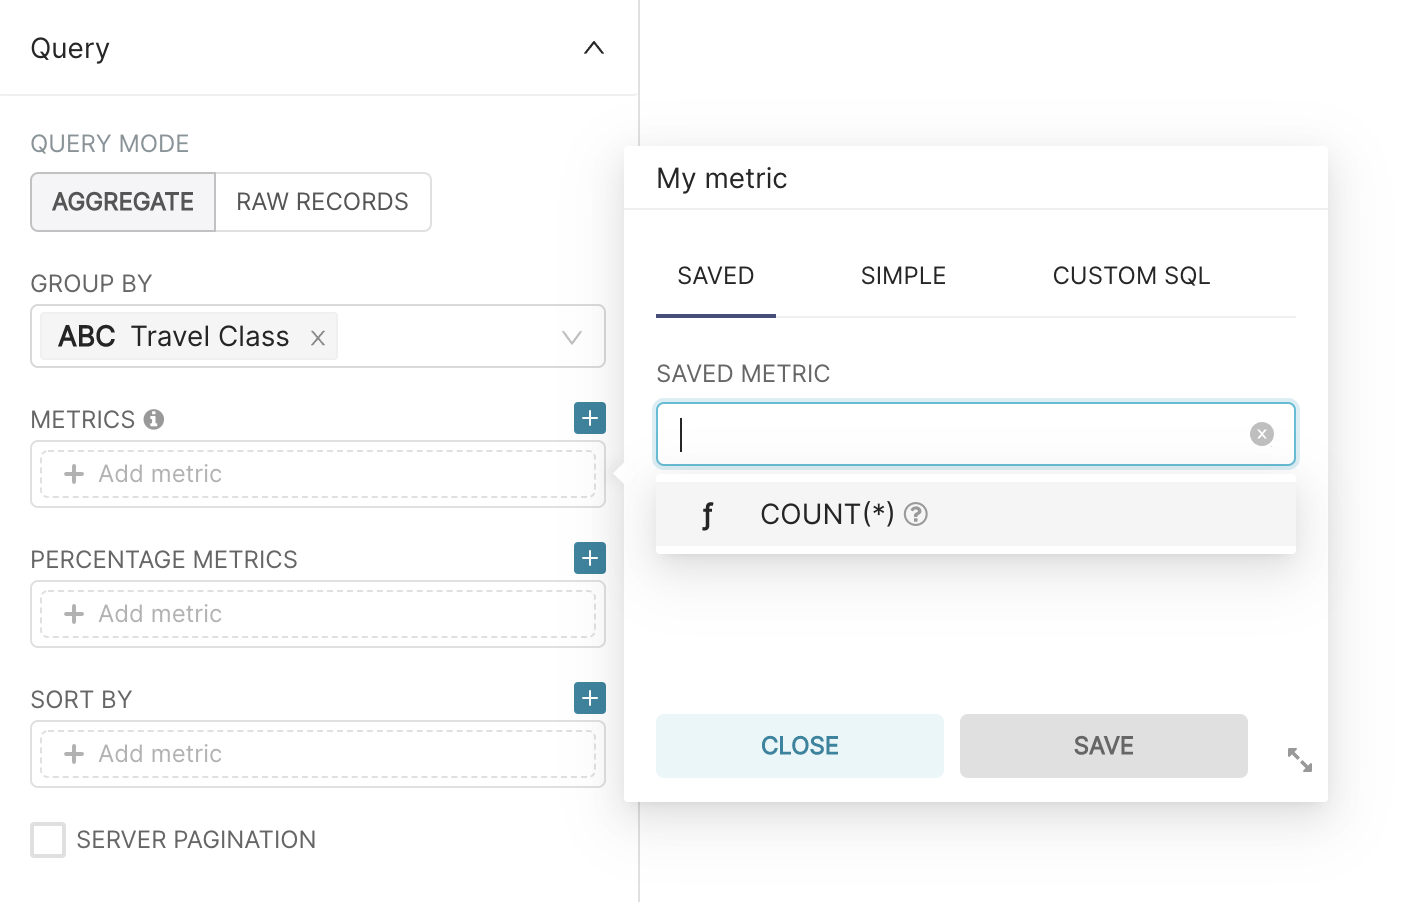 Query
QUERY MODE
AGGREGATE RAW RECORDS
GROUP BY
ABC Travel Class
METRICS
Add metric
PERCENTAGE METRICS
Add metric
SORT BY
Add metric
SERVER PAGINATION
My metric
SAVED SIMPLE CUSTOM SQL
SAVED METRIC
ƒ COUNT(*)
CLOSE SAVE